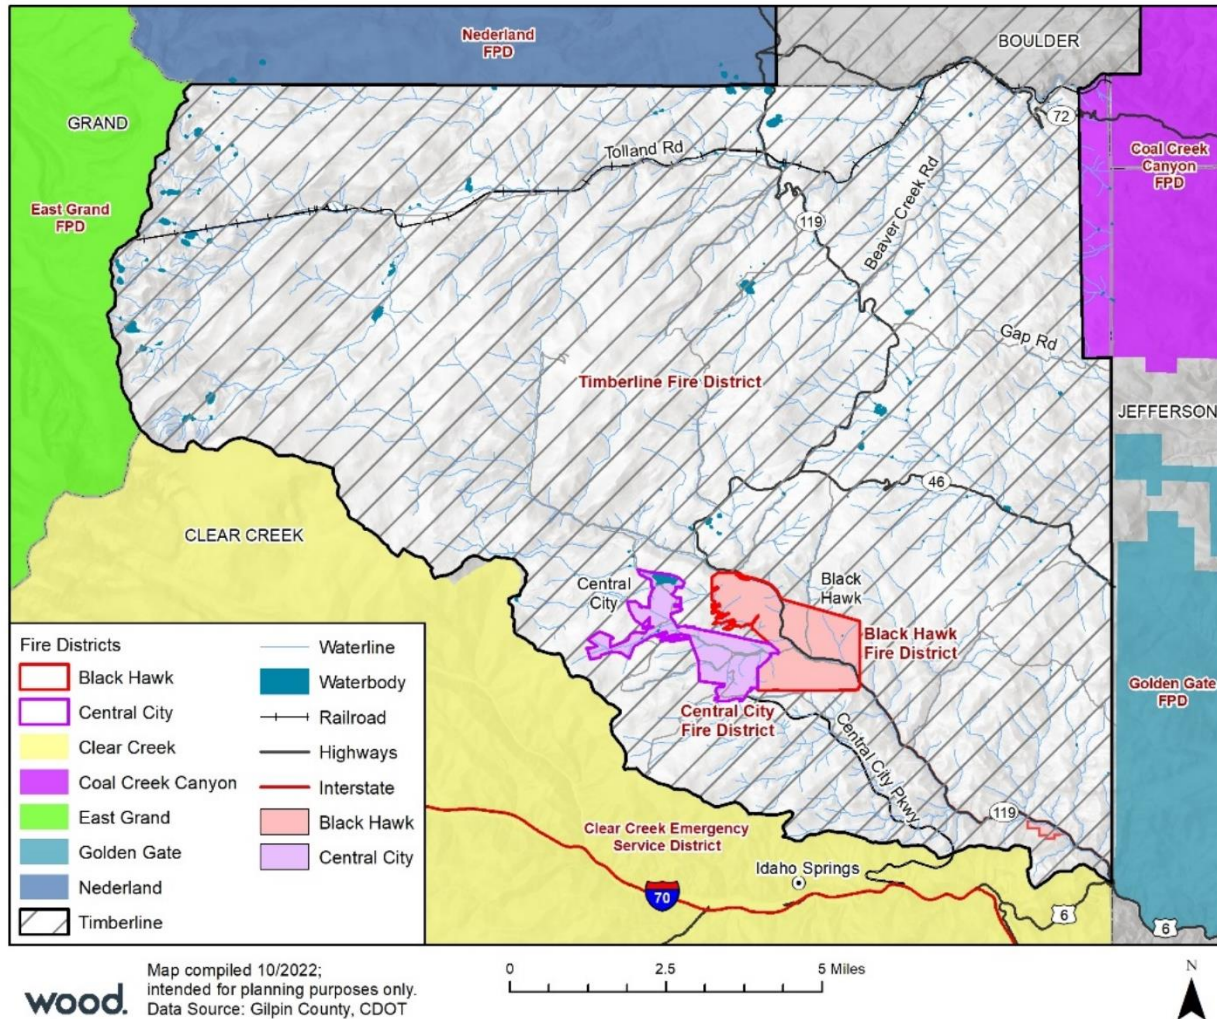 Nederland
FPD
BOULDER
GRAND
72
Tolland Rd
Coal Creek
Canyon
FPD
East Grand
FPD
119
Beaver Creek Rd
Gap Rd
Timberline Fire District
JEFFERSON
46
CLEAR CREEK
Central
City
Black
Hawk
Black Hawk
Fire District
Golden Gate
FPD
Central City
Fire District
Central City Pkwy
119
Clear Creek Emergency
Service District
Idaho Springs
70
6
6
Fire Districts
Black Hawk
Central City
Clear Creek
Coal Creek Canyon
East Grand
Golden Gate
Nederland
Timberline
Waterline
Waterbody
Railroad
Highways
Interstate
Black Hawk
Central City
wood.
Map compiled 10/2022;
intended for planning purposes only.
Data Source: Gilpin County, CDOT
0 2.5 5 Miles
N